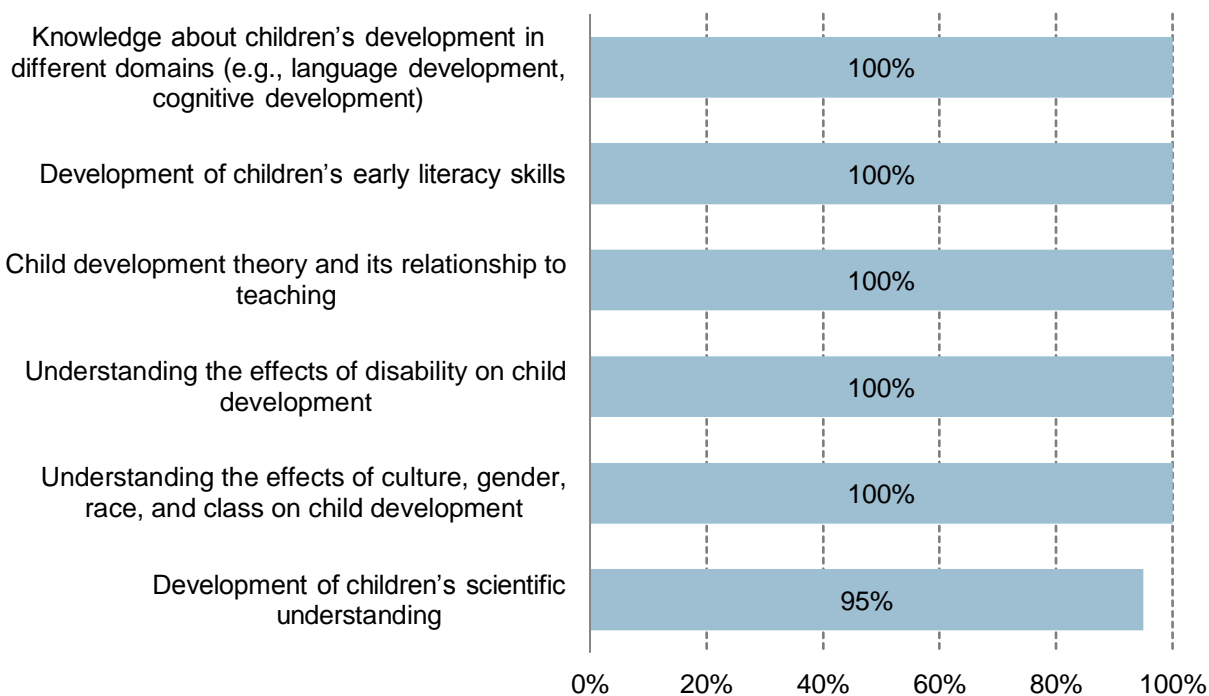 Knowledge about children’s development in
different domains (e.g., language development,
cognitive development)
100%
Development of children’s early literacy skills
100%
Child development theory and its relationship to
teaching
100%
Understanding the effects of disability on child
development
100%
Understanding the effects of culture, gender,
race, and class on child development
100%
Development of children’s scientific
understanding
95%
0% 20% 40% 60% 80% 100%